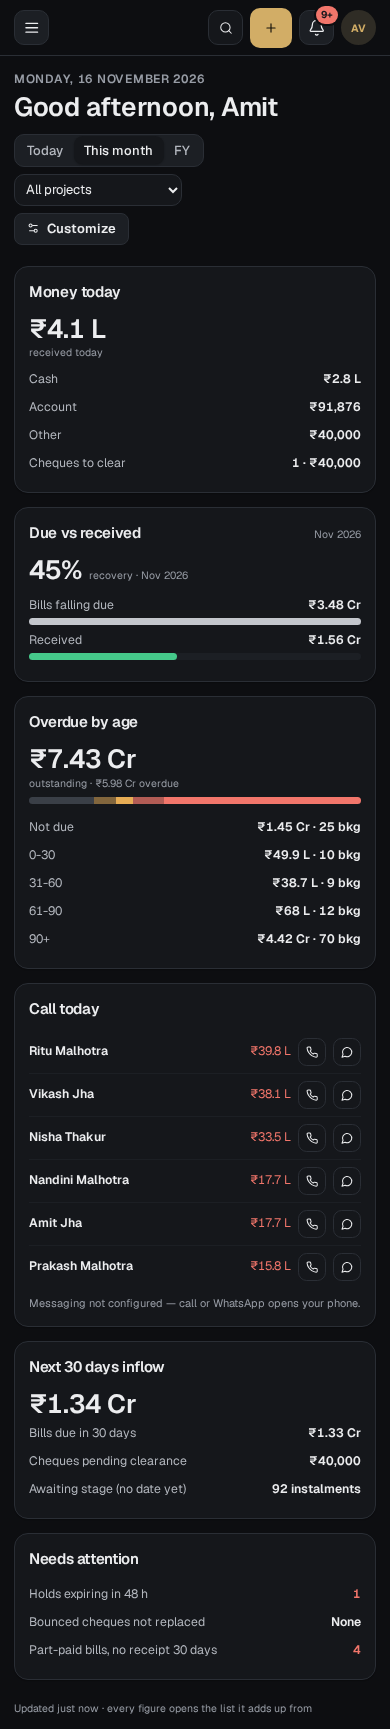 9+
AV
MONDAY, 16 NOVEMBER 2026
Good afternoon, Amit
Today This month FY
All projects
Customize
Money today
₹4.1 L
received today
Cash ₹2.8 L
Account ₹91,876
Other ₹40,000
Cheques to clear 1 · ₹40,000
Due vs received Nov 2026
45% recovery · Nov 2026
Bills falling due ₹3.48 Cr
Received ₹1.56 Cr
Overdue by age
₹7.43 Cr
outstanding · ₹5.98 Cr overdue
Not due ₹1.45 Cr · 25 bkg
0-30 ₹49.9 L · 10 bkg
31-60 ₹38.7 L · 9 bkg
61-90 ₹68 L · 12 bkg
90+ ₹4.42 Cr · 70 bkg
Call today
Ritu Malhotra ₹39.8 L
Vikash Jha ₹38.1 L
Nisha Thakur ₹33.5 L
Nandini Malhotra ₹17.7 L
Amit Jha ₹17.7 L
Prakash Malhotra ₹15.8 L
Messaging not configured — call or WhatsApp opens your phone.
Next 30 days inflow
₹1.34 Cr
Bills due in 30 days ₹1.33 Cr
Cheques pending clearance ₹40,000
Awaiting stage (no date yet) 92 instalments
Needs attention
Holds expiring in 48 h 1
Bounced cheques not replaced None
Part-paid bills, no receipt 30 days 4
Updated just now · every figure opens the list it adds up from